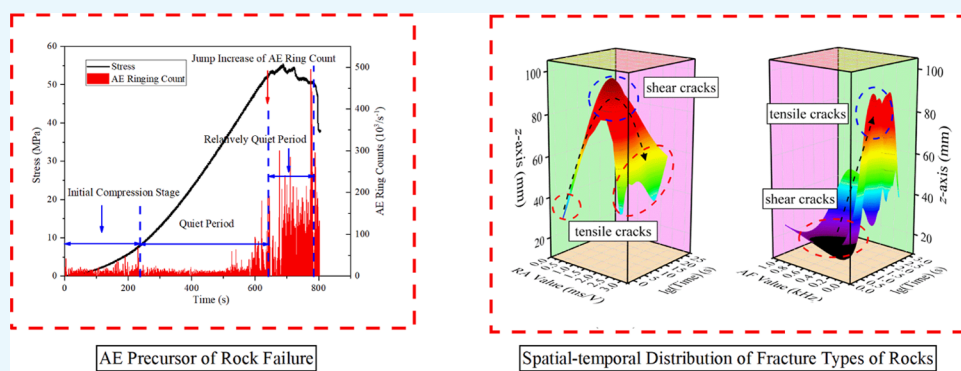 Jump Increase of AE Ring Count
Stress
AE Ringing Count
Relatively Quiet Period
Initial Compression Stage
Quiet Period
60
50
40
30
20
10
0
Stress (MPa)
500
400
300
200
100
0
AE Ring Counts (10³/s⁻¹)
0
200
400
600
800
1000
Time (s)
AE Precursor of Rock Failure
shear cracks
tensile cracks
100
80
60
40
20
z-axis (mm)
RA Value (ms/V)
lg(Time) (s)
tensile cracks
shear cracks
100
80
60
40
20
z-axis (mm)
AF Value (kHz)
lg(Time) (s)
Spatial-temporal Distribution of Fracture Types of Rocks